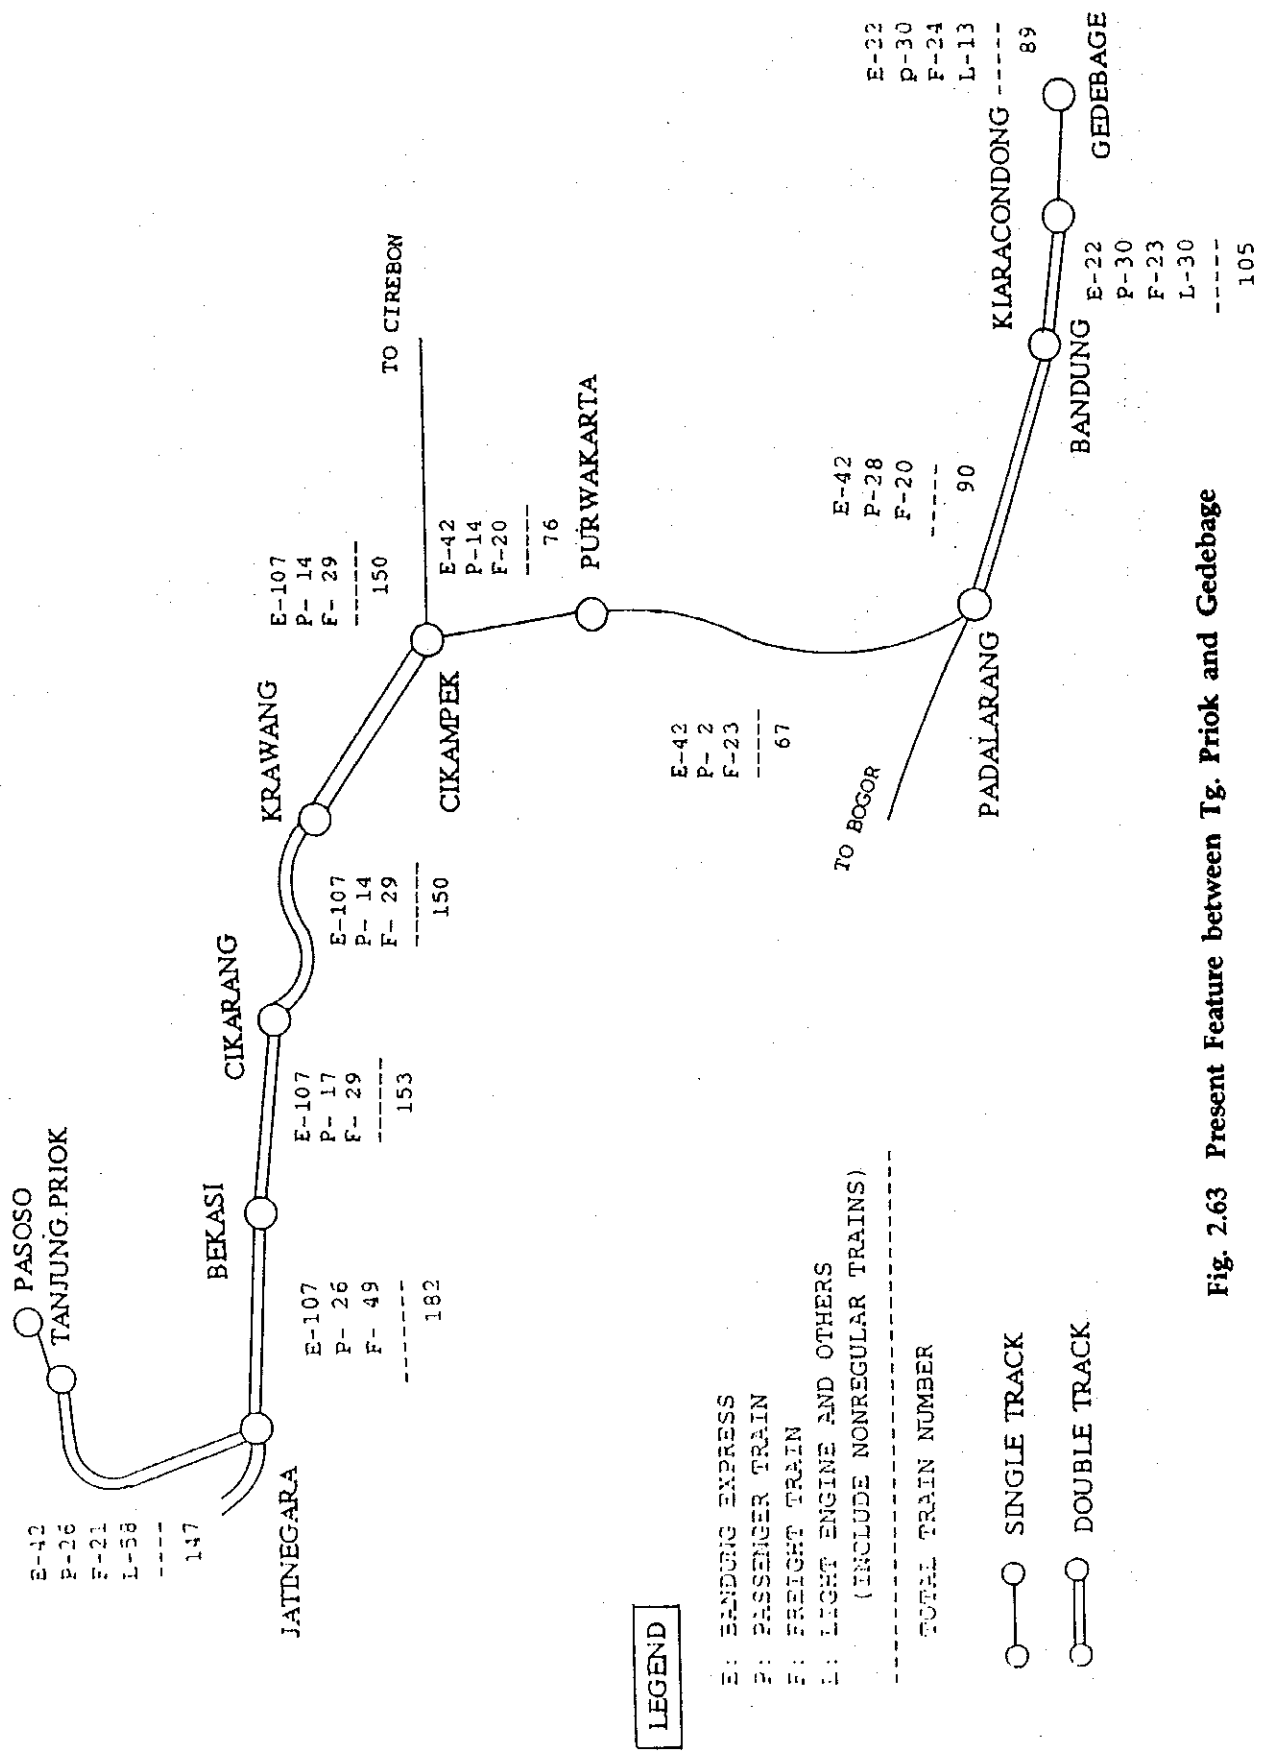 PASOSO
TANJUNG.PRIOK
E-42
P-26
F-21
L-58
----
147
JATINEGARA
BEKASI
E-107
P- 26
F- 49
------
182
CIKARANG
E-107
P- 17
F- 29
------
153
KRAWANG
E-107
P- 14
F- 29
------
150
E-107
P- 14
F- 29
------
150
CIKAMPEK
TO CIREBON
E-42
P-14
F-20
-----
76
PURWAKARTA
E-42
P- 2
F-23
-----
67
TO BOGOR
PADALARANG
E-42
P-28
F-20
-----
90
BANDUNG
KIARACONDONG
E-22
P-30
F-23
L-30
-----
105
E-22
P-30
F-24
L-13
-----
89
GEDEBAGE
LEGEND
E: BANDUNG EXPRESS
P: PASSENGER TRAIN
F: FREIGHT TRAIN
L: LIGHT ENGINE AND OTHERS
(INCLUDE NONREGULAR TRAINS)
------------------------------
TOTAL TRAIN NUMBER
SINGLE TRACK
DOUBLE TRACK
Fig. 2.63 Present Feature between Tg. Priok and Gedebage